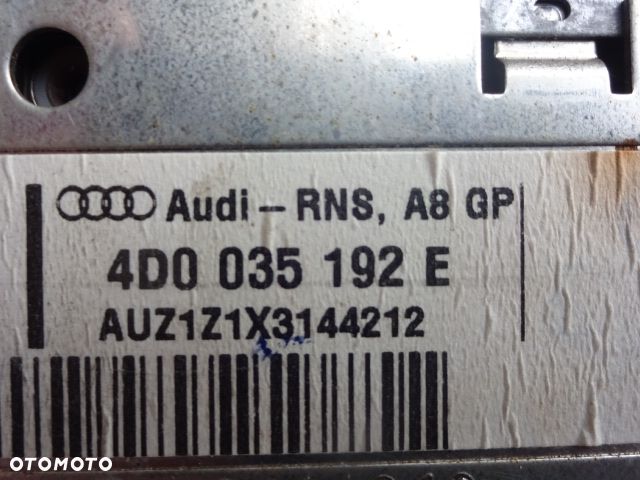 Audi - RNS, A8 GP
4D0 035 192 E
AUZ1Z1X3144212
OTOMOTO